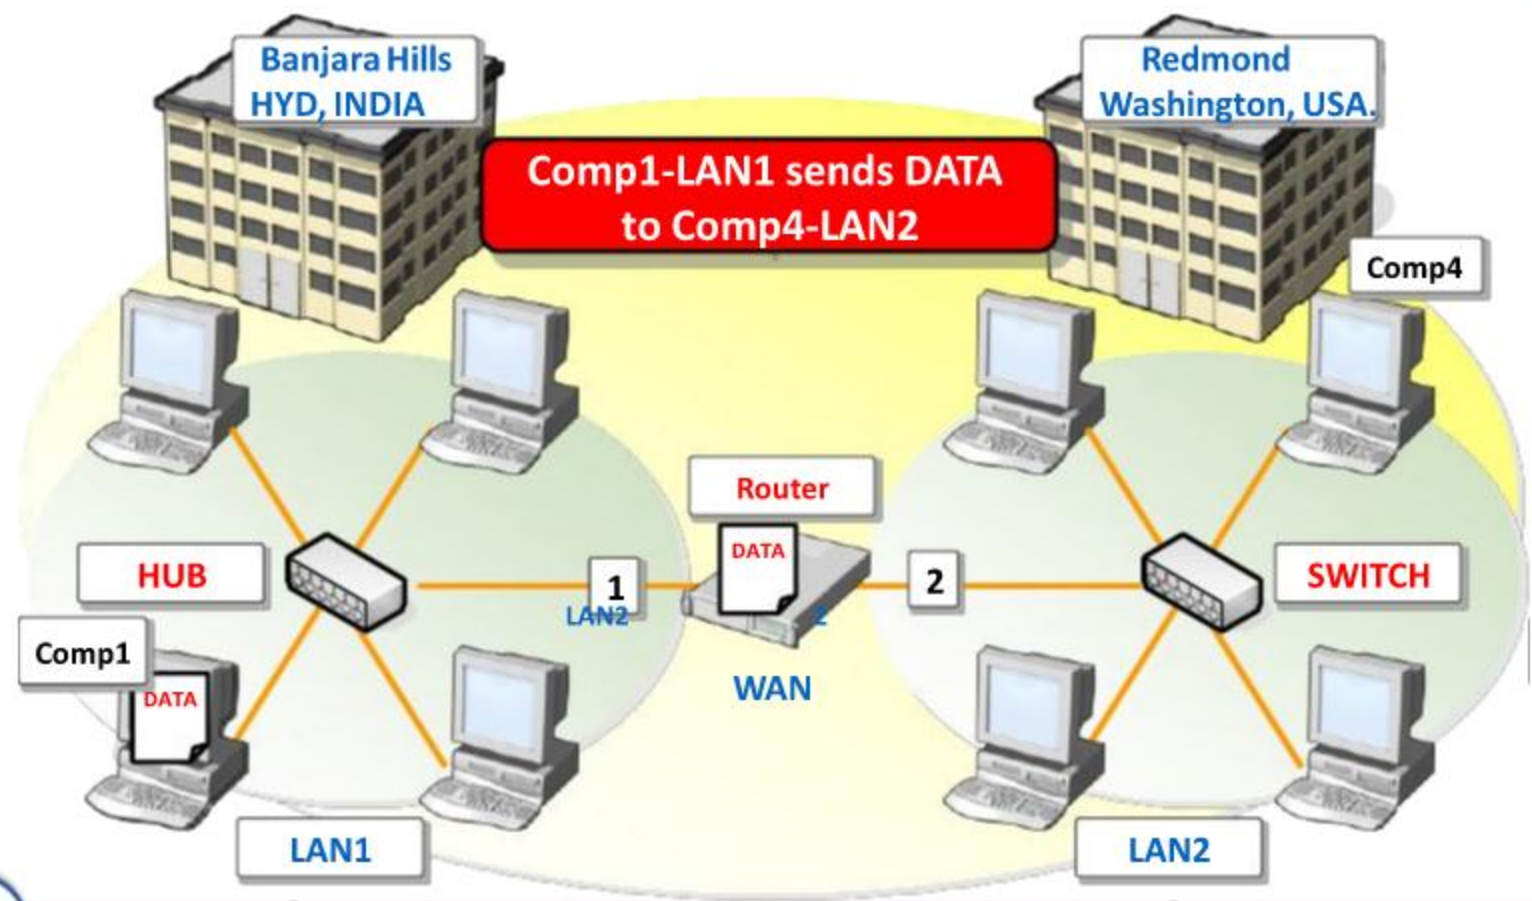 Banjara Hills
HYD, INDIA
Redmond
Washington, USA.
Comp1-LAN1 sends DATA
to Comp4-LAN2
Comp4
Router
DATA
HUB
1
LAN2
2
2
SWITCH
Comp1
DATA
WAN
LAN1
LAN2